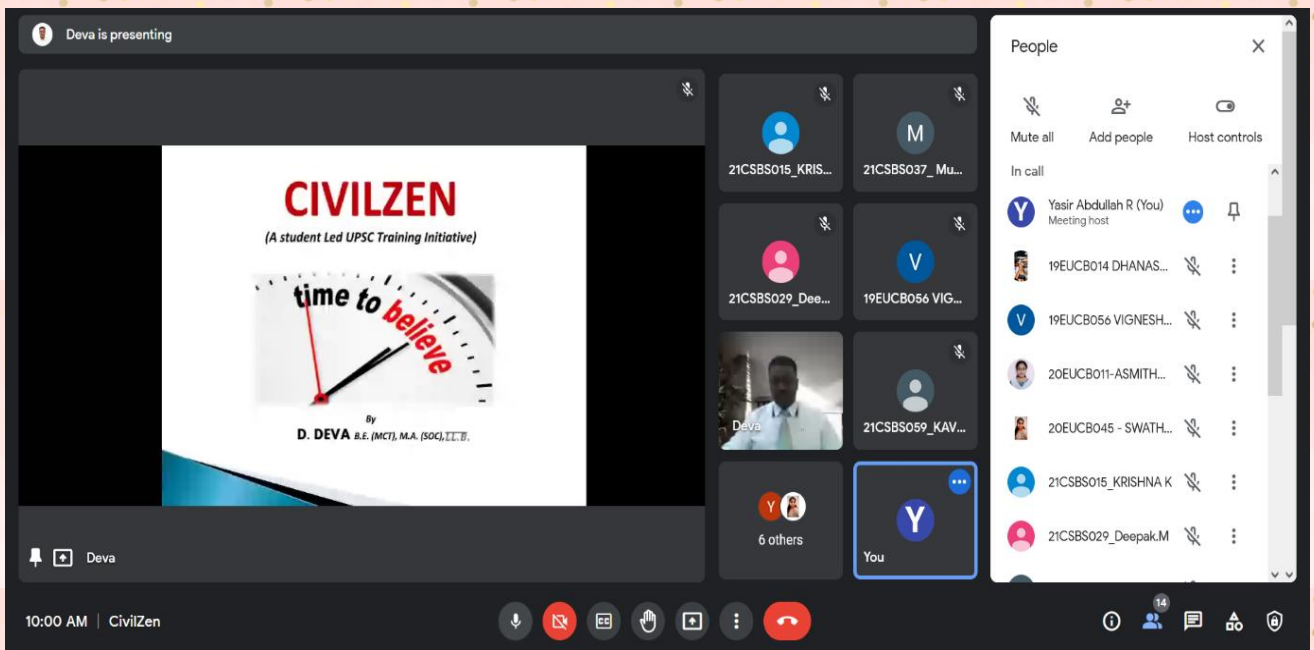 Deva is presenting
CIVILZEN
(A student Led UPSC Training Initiative)
time to believe
By
D. DEVA B.E. (MCT), M.A. (SOC), LL.B.
Deva
21CSBS015_KRIS...
M
21CSBS037_ Mu...
21CSBS029_Dee...
V
19EUCB056 VIG...
Deva
21CSBS059_KAV...
Y
6 others
Y
You
People
Mute all
Add people
Host controls
In call
Y
Yasir Abdullah R (You)
Meeting host
19EUCB014 DHANAS...
V
19EUCB056 VIGNESH...
20EUCB011-ASMITH...
20EUCB045 - SWATH...
21CSBS015_KRISHNA K
21CSBS029_Deepak.M
10:00 AM | CivilZen
CC
14